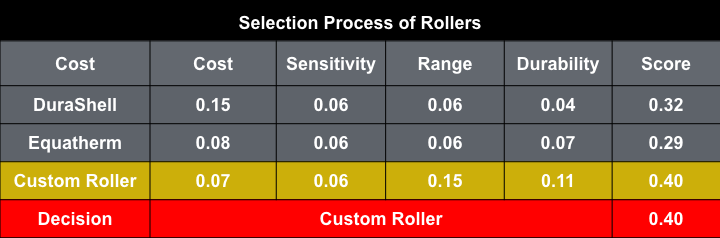 Selection Process of Rollers
Cost Cost Sensitivity Range Durability Score
DuraShell 0.15 0.06 0.06 0.04 0.32
Equatherm 0.08 0.06 0.06 0.07 0.29
Custom Roller 0.07 0.06 0.15 0.11 0.40
Decision Custom Roller 0.40